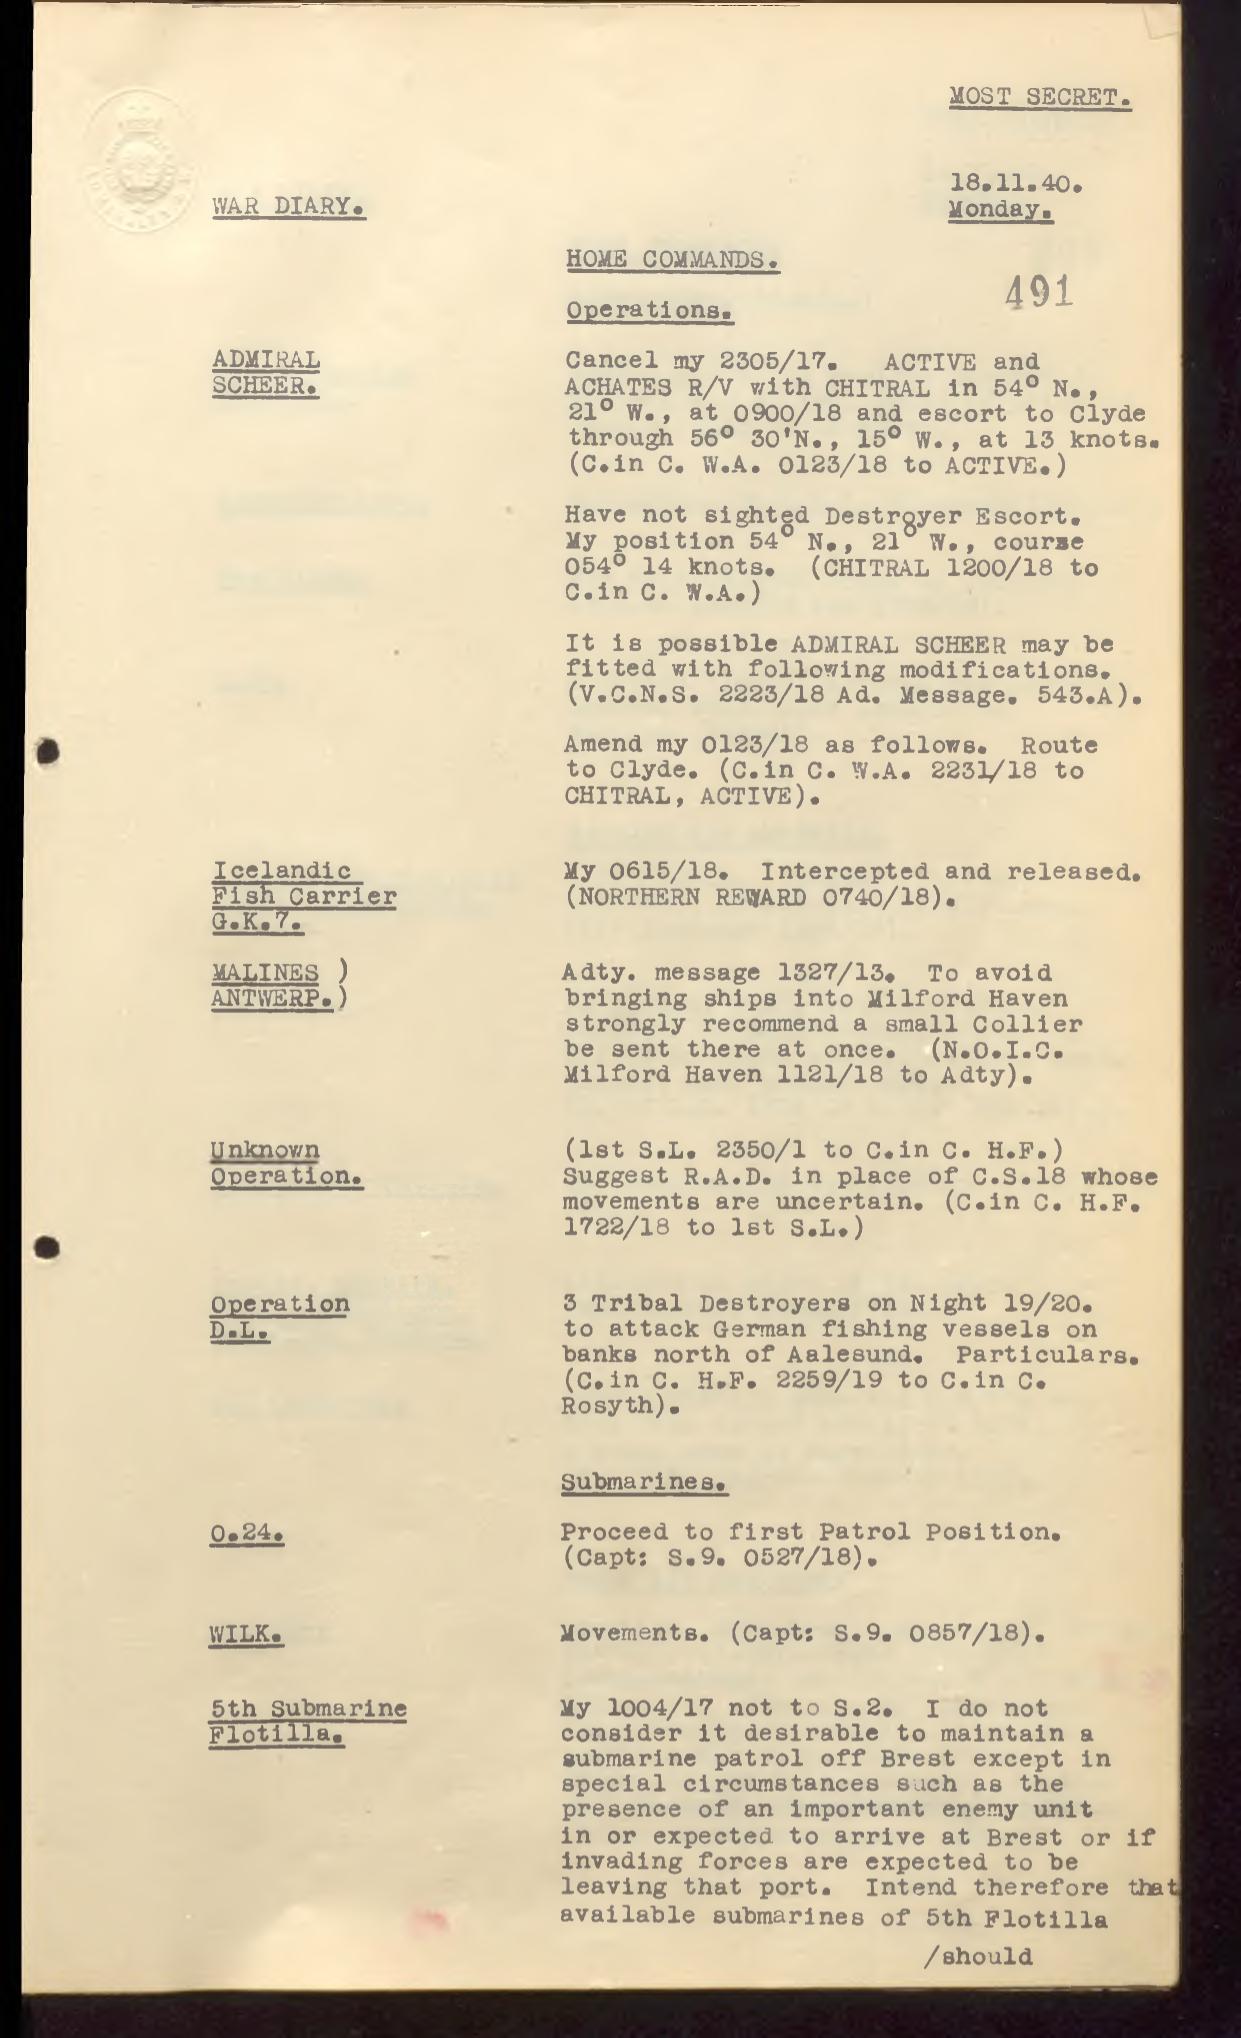 MOST SECRET.
18.11.40.
WAR DIARY.
Monday.
HOME COMMANDS.
491
Operations.
ADMIRAL
SCHEER.
Cancel my 2305/17. ACTIVE and
ACHATES R/V with CHITRAL in 54° N.,
21° W., at 0900/18 and escort to Clyde
through 56° 30'N., 15° W., at 13 knots.
(C.in C. W.A. 0123/18 to ACTIVE.)
Have not sighted Destroyer Escort.
My position 54° N., 21° W., course
054° 14 knots. (CHITRAL 1200/18 to
C.in C. W.A.)
It is possible ADMIRAL SCHEER may be
fitted with following modifications.
(V.C.N.S. 2223/18 Ad. Message. 543.A).
Amend my 0123/18 as follows. Route
to Clyde. (C.in C. W.A. 2231/18 to
CHITRAL, ACTIVE).
Icelandic
Fish Carrier
G.K.7.
My 0615/18. Intercepted and released.
(NORTHERN REWARD 0740/18).
MALINES )
ANTWERP.)
Adty. message 1327/13. To avoid
bringing ships into Milford Haven
strongly recommend a small Collier
be sent there at once. (N.O.I.C.
Milford Haven 1121/18 to Adty).
Unknown
Operation.
(1st S.L. 2350/1 to C.in C. H.F.)
Suggest R.A.D. in place of C.S.18 whose
movements are uncertain. (C.in C. H.F.
1722/18 to 1st S.L.)
Operation
D.L.
3 Tribal Destroyers on Night 19/20.
to attack German fishing vessels on
banks north of Aalesund. Particulars.
(C.in C. H.F. 2259/19 to C.in C.
Rosyth).
Submarines.
O.24.
Proceed to first Patrol Position.
(Capt: S.9. 0527/18).
WILK.
Movements. (Capt: S.9. 0857/18).
5th Submarine
Flotilla.
My 1004/17 not to S.2. I do not
consider it desirable to maintain a
submarine patrol off Brest except in
special circumstances such as the
presence of an important enemy unit
in or expected to arrive at Brest or if
invading forces are expected to be
leaving that port. Intend therefore that
available submarines of 5th Flotilla
/should